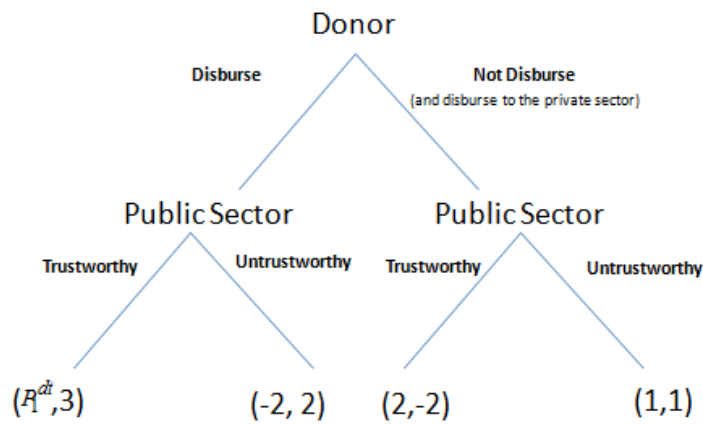 Donor
Disburse
Not Disburse
(and disburse to the private sector)
Public Sector
Public Sector
Trustworthy
Untrustworthy
Trustworthy
Untrustworthy
(P₁ᵈᵗ,3)
(-2, 2)
(2,-2)
(1,1)